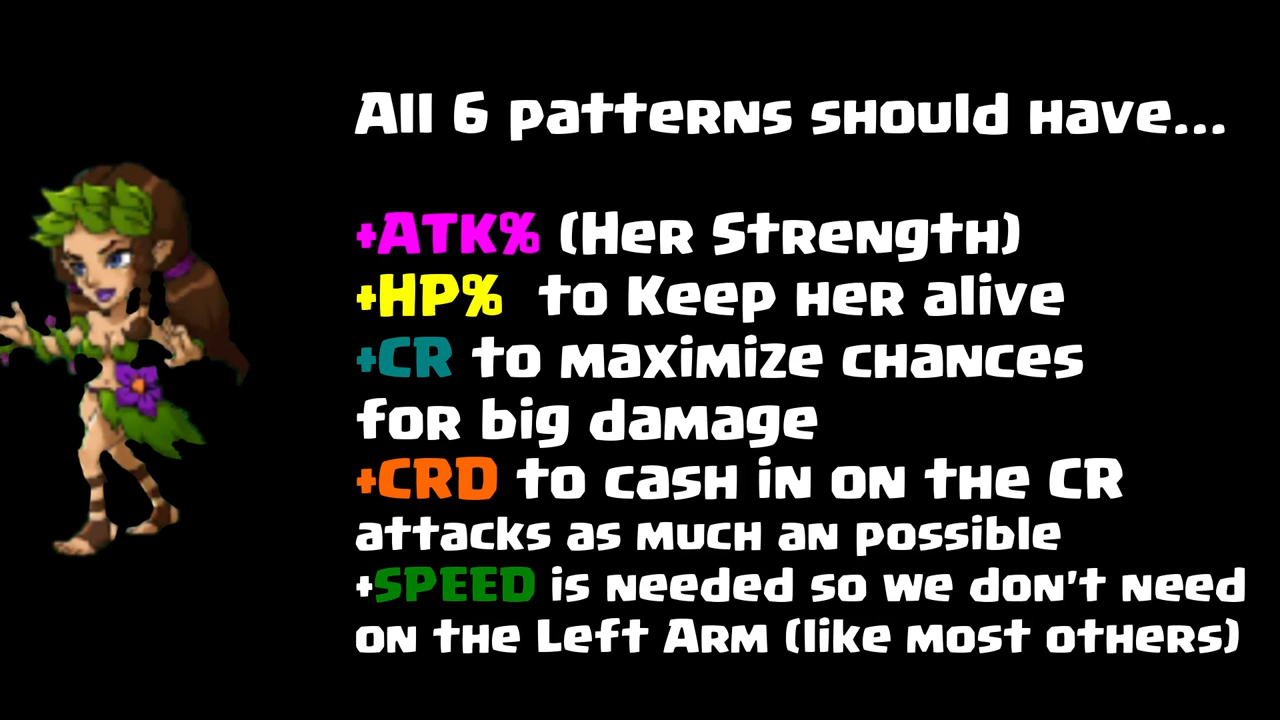 All 6 patterns should have...
+ATK% (Her Strength)
+HP% to keep her alive
+CR to maximize chances
for big damage
+CRD to cash in on the CR
attacks as much an possible
+SPEED is needed so we don't need
on the Left Arm (like most others)